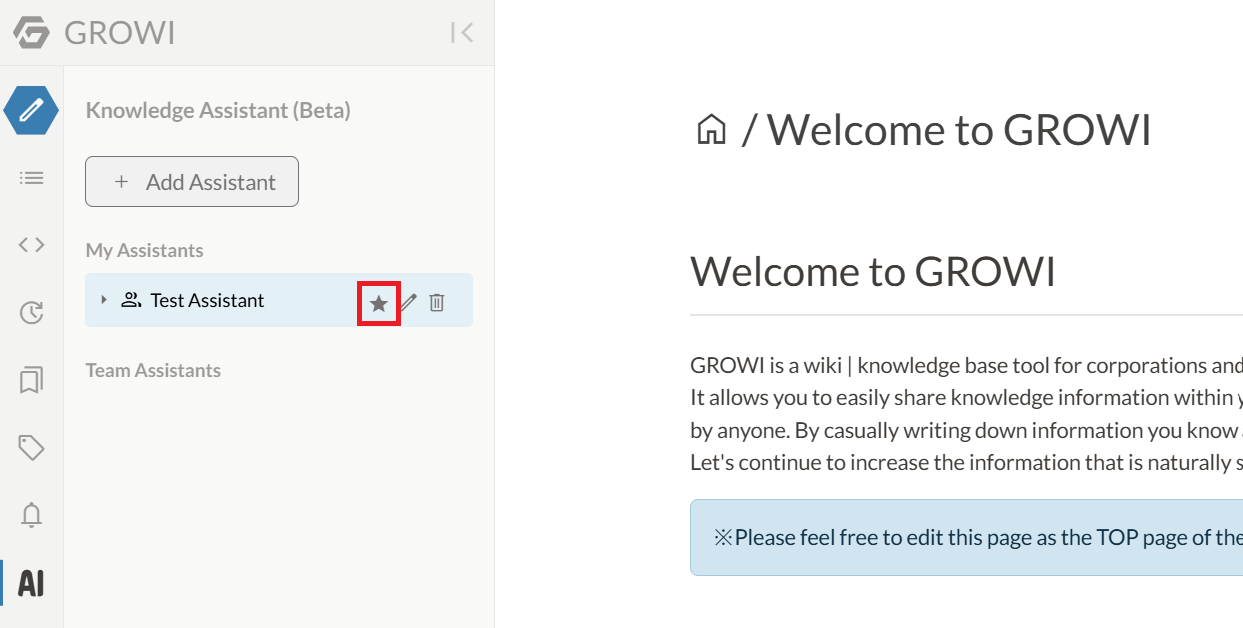 GROWI
Knowledge Assistant (Beta)
+ Add Assistant
My Assistants
Test Assistant
Team Assistants
AI
/ Welcome to GROWI
Welcome to GROWI
GROWI is a wiki | knowledge base tool for corporations and
It allows you to easily share knowledge information within
by anyone. By casually writing down information you know
Let's continue to increase the information that is naturally
※Please feel free to edit this page as the TOP page of the